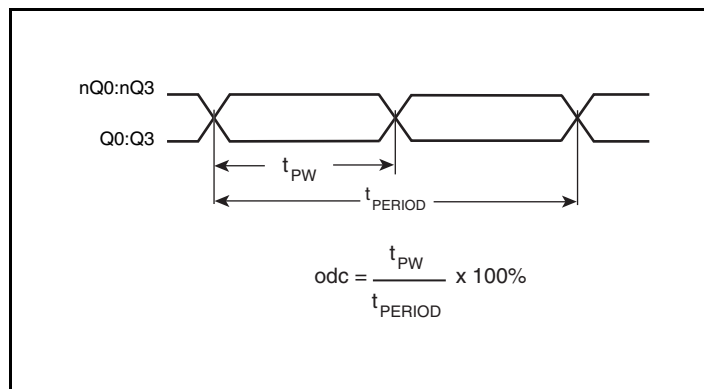 nQ0:nQ3
Q0:Q3
tPW
tPERIOD
tPW
odc = x 100%
tPERIOD